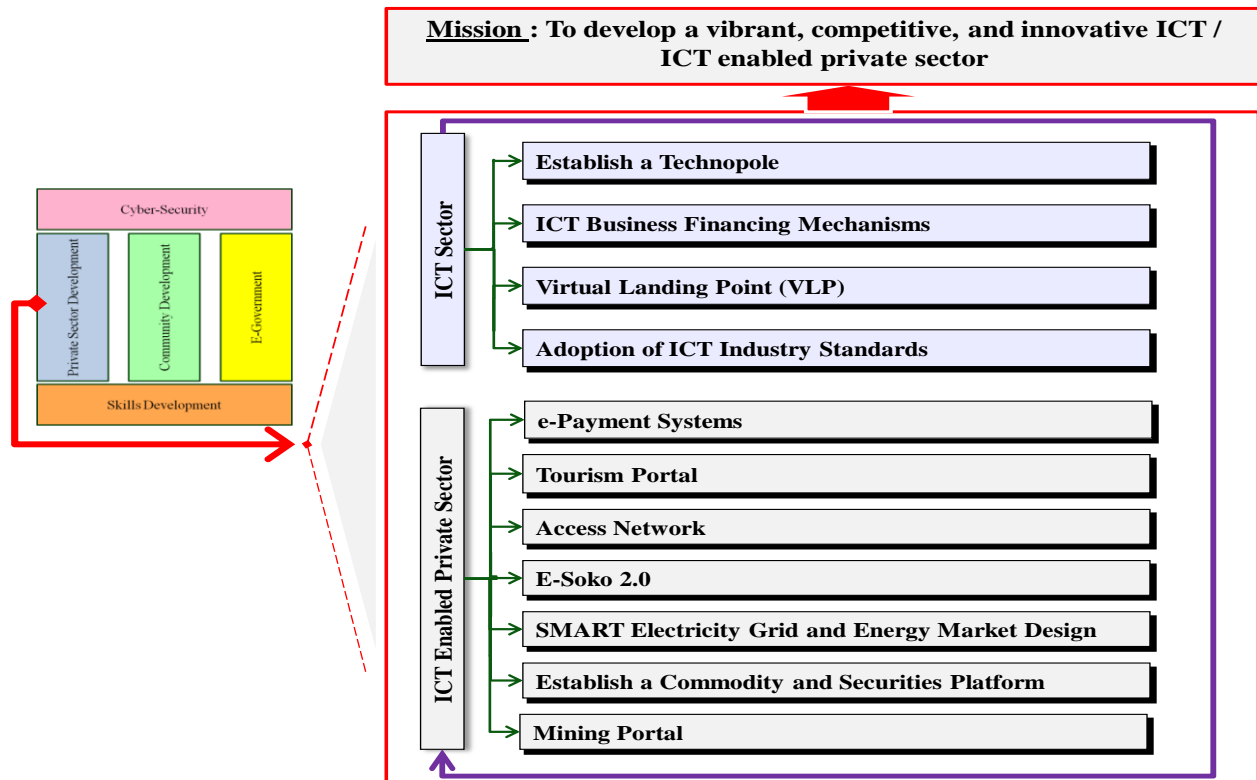 Mission : To develop a vibrant, competitive, and innovative ICT /
ICT enabled private sector
Cyber-Security
Private Sector Development
Community Development
E-Government
Skills Development
ICT Sector
Establish a Technopole
ICT Business Financing Mechanisms
Virtual Landing Point (VLP)
Adoption of ICT Industry Standards
ICT Enabled Private Sector
e-Payment Systems
Tourism Portal
Access Network
E-Soko 2.0
SMART Electricity Grid and Energy Market Design
Establish a Commodity and Securities Platform
Mining Portal